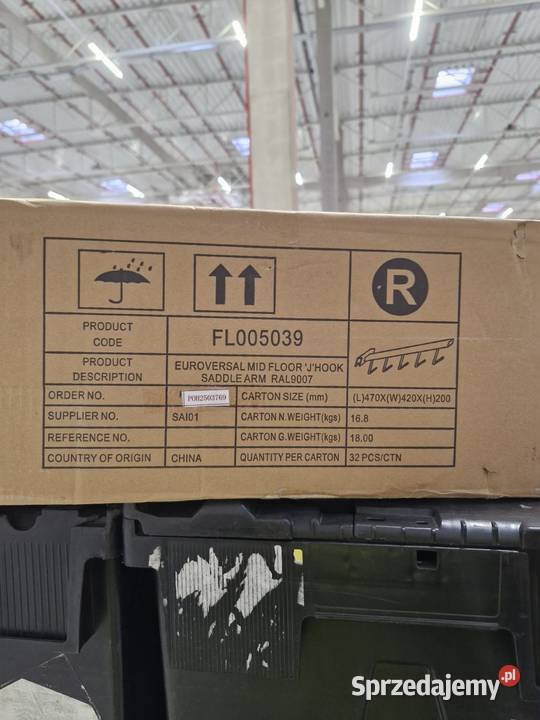 R
PRODUCT CODE
FL005039
PRODUCT DESCRIPTION
EUROVERSAL MID FLOOR 'J'HOOK
SADDLE ARM RAL9007
ORDER NO.
POH2503769
CARTON SIZE (mm)
(L)470X(W)420X(H)200
SUPPLIER NO.
SAI01
CARTON N.WEIGHT(kgs)
16.8
REFERENCE NO.
CARTON G.WEIGHT(kgs)
18.00
COUNTRY OF ORIGIN
CHINA
QUANTITY PER CARTON
32 PCS/CTN
Sprzedajemy.pl